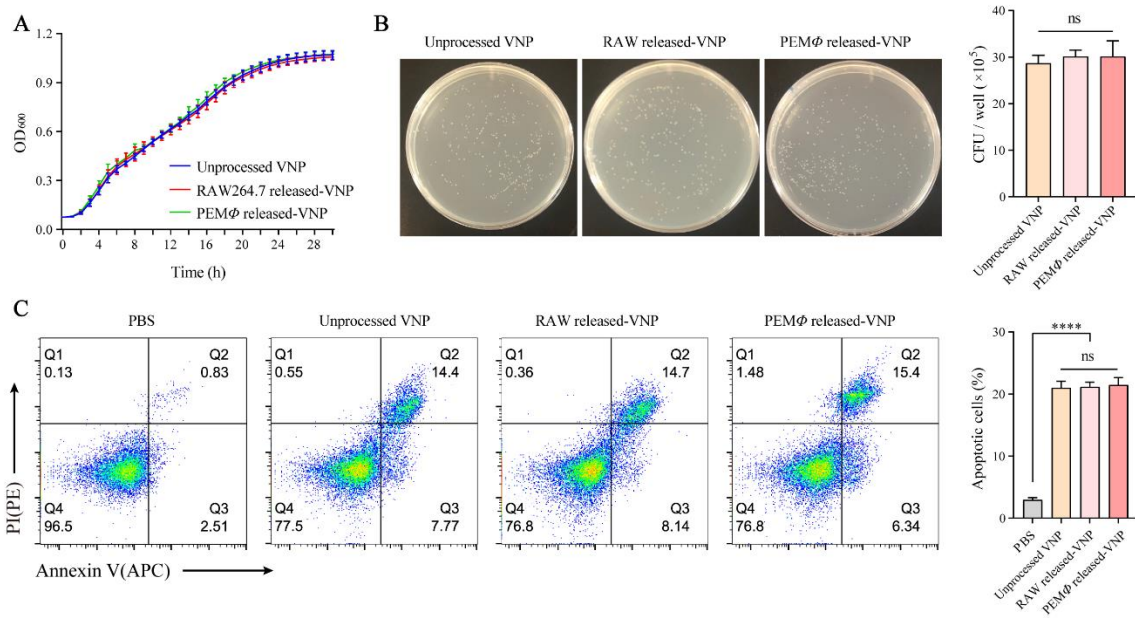 A
1.2
0.9
0.6
0.3
0.0
OD600
0 4 8 12 16 20 24 28
Time (h)
Unprocessed VNP
RAW264.7 released-VNP
PEMΦ released-VNP
B
Unprocessed VNP
RAW released-VNP
PEMΦ released-VNP
40
30
20
10
0
CFU / well (×10⁵)
ns
Unprocessed VNP
RAW released-VNP
PEMΦ released-VNP
C
PBS
Q1
0.13
Q2
0.83
Q4
96.5
Q3
2.51
Unprocessed VNP
Q1
0.55
Q2
14.4
Q4
77.5
Q3
7.77
RAW released-VNP
Q1
0.36
Q2
14.7
Q4
76.8
Q3
8.14
PEMΦ released-VNP
Q1
1.48
Q2
15.4
Q4
76.8
Q3
6.34
PI(PE)
Annexin V(APC)
30
20
10
0
Apoptotic cells (%)
****
ns
PBS
Unprocessed VNP
RAW released-VNP
PEMΦ released-VNP